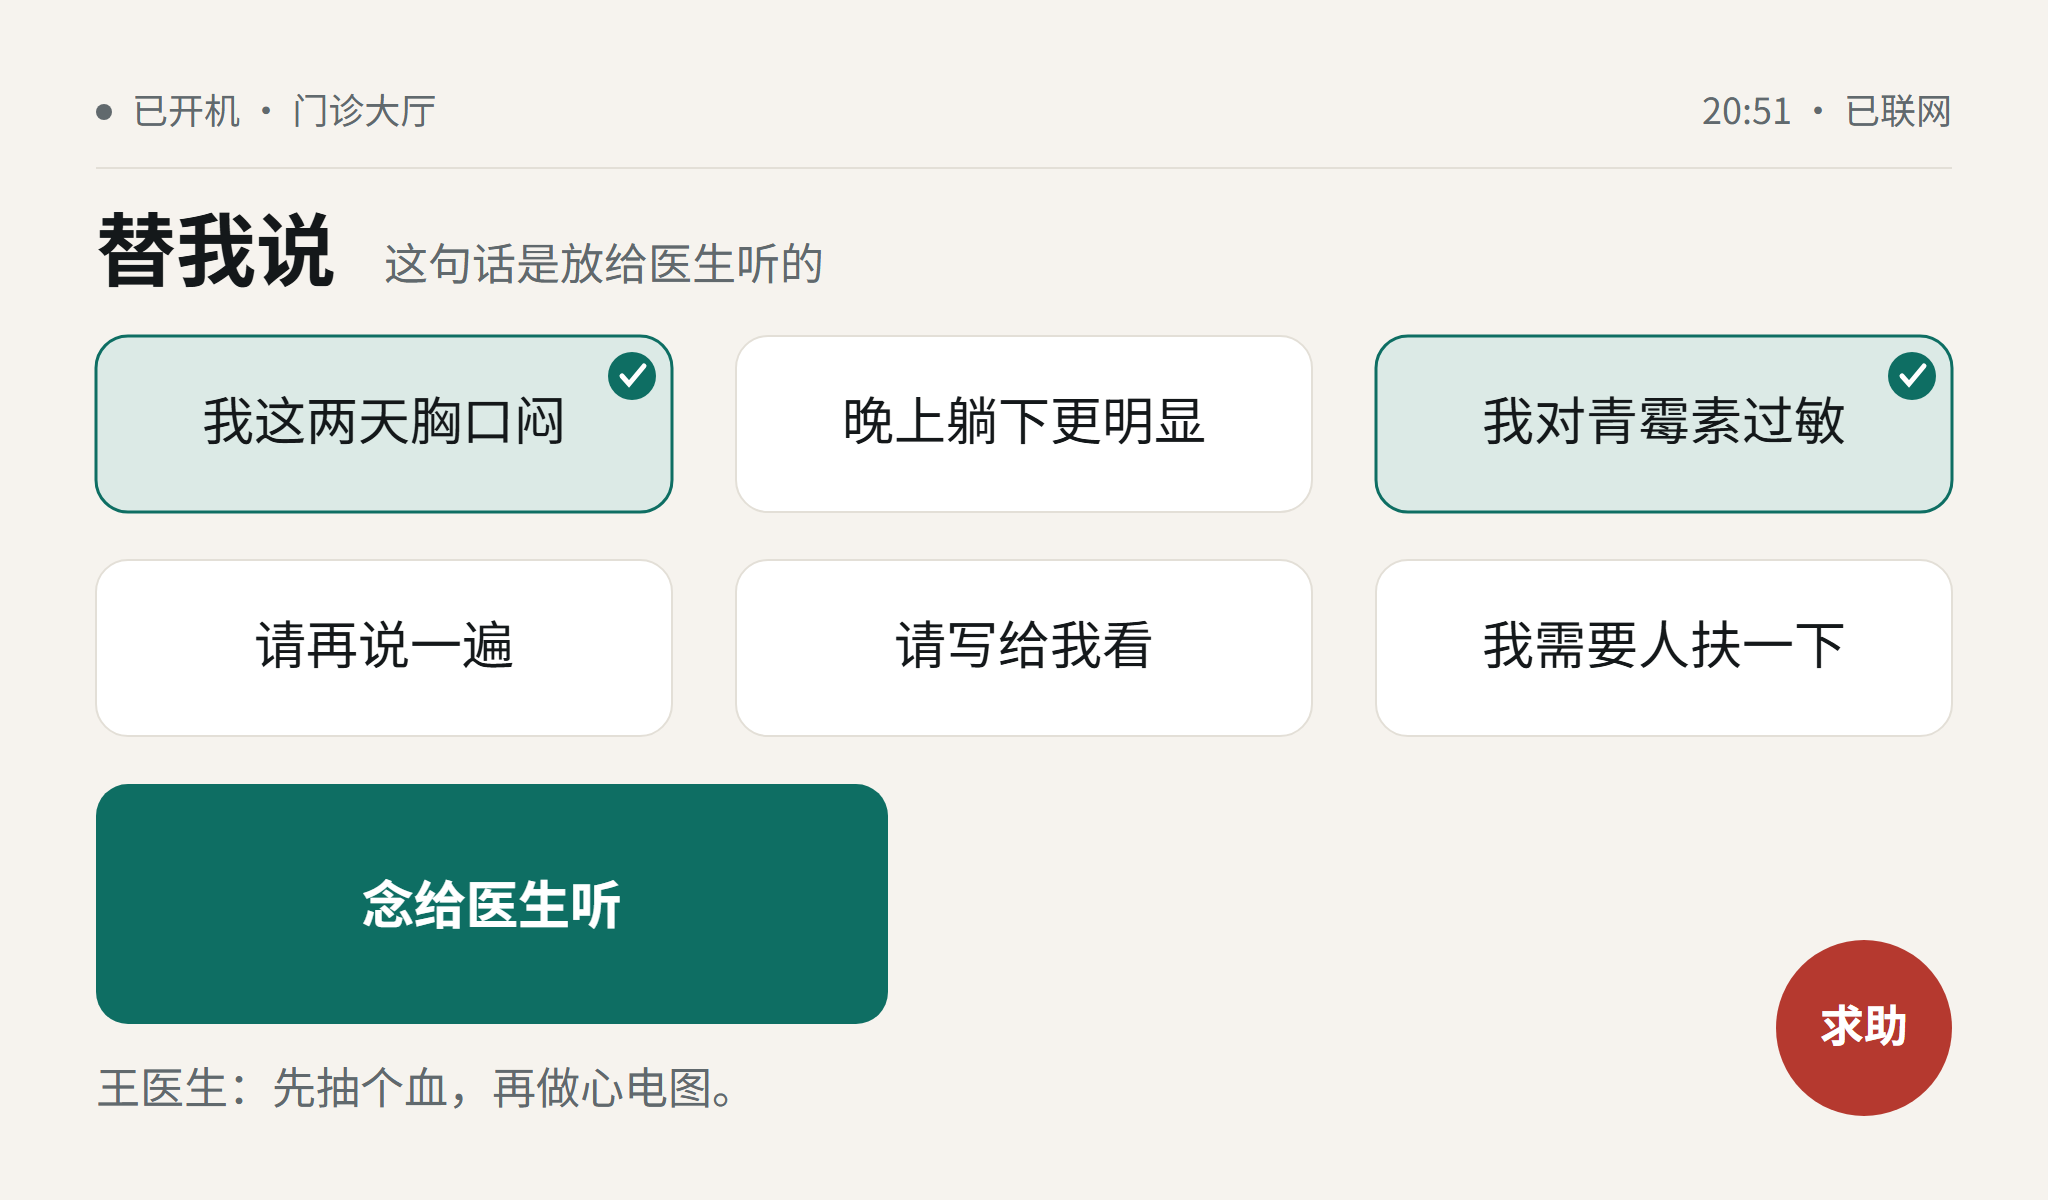 已开机 · 门诊大厅
20:51 · 已联网
替我说
这句话是放给医生听的
我这两天胸口闷
晚上躺下更明显
我对青霉素过敏
请再说一遍
请写给我看
我需要人扶一下
念给医生听
求助
王医生：先抽个血，再做心电图。